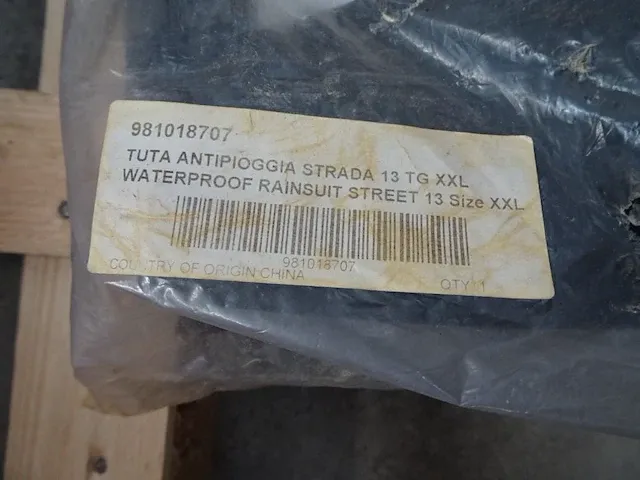 981018707
TUTA ANTIPIOGGIA STRADA 13 TG XXL
WATERPROOF RAINSUIT STREET 13 Size XXL
981018707
COUNTRY OF ORIGIN CHINA
QTY 1